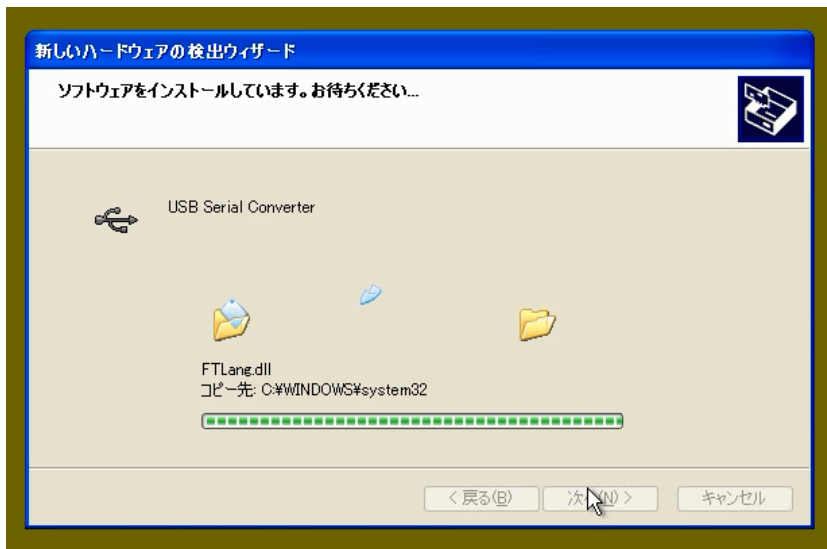 新しいハードウェアの検出ウィザード
ソフトウェアをインストールしています。お待ちください...
USB Serial Converter
FTLang.dll
コピー先: C:¥WINDOWS¥system32
< 戻る(B)
次へ(N) >
キャンセル